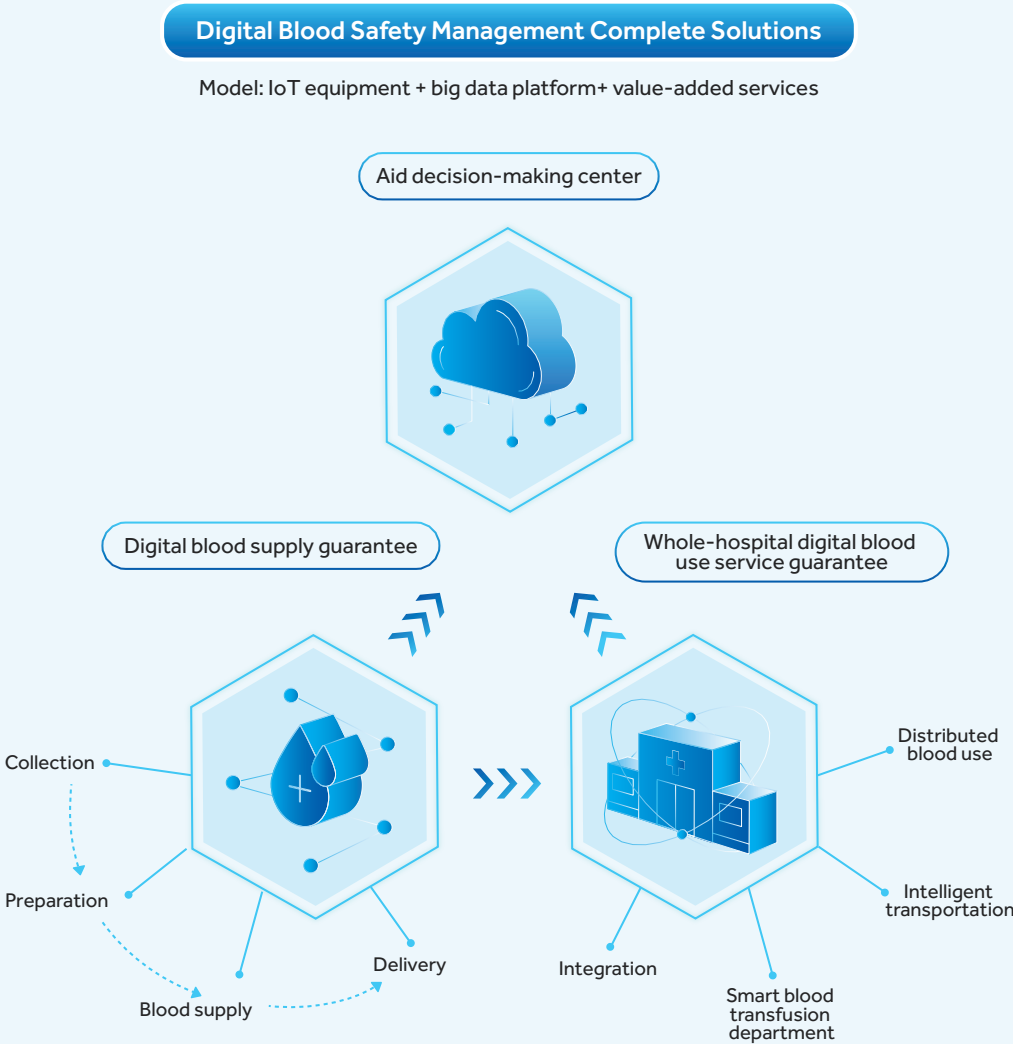 Digital Blood Safety Management Complete Solutions
Model: IoT equipment + big data platform+ value-added services
Aid decision-making center
Digital blood supply guarantee
Whole-hospital digital blood
use service guarantee
Collection
Preparation
Blood supply
Delivery
Integration
Smart blood
transfusion
department
Intelligent
transportation
Distributed
blood use